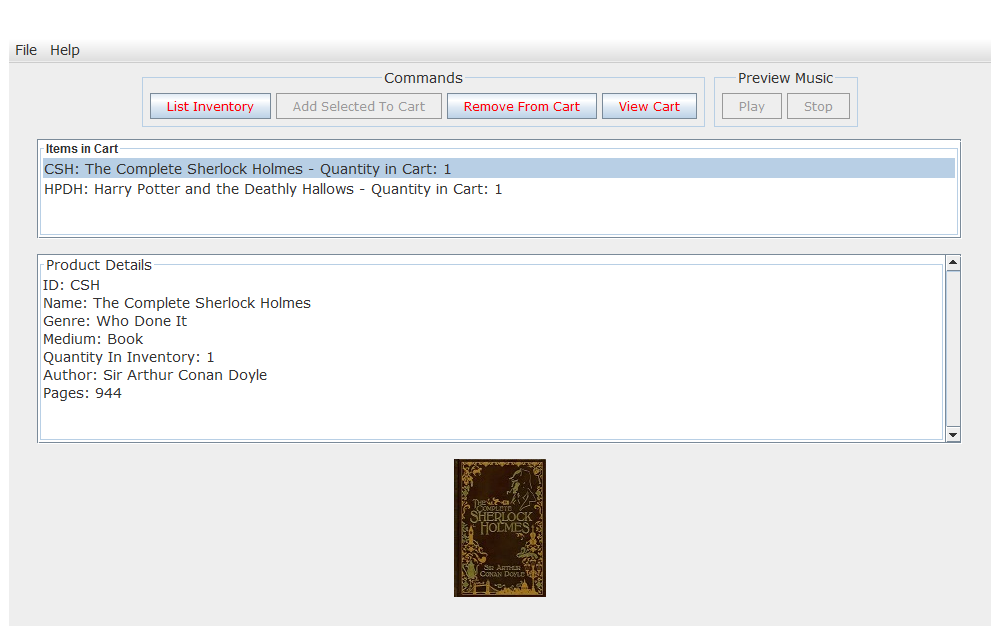 File Help
Commands
Preview Music
List Inventory Add Selected To Cart Remove From Cart View Cart Play Stop
Items in Cart
CSH: The Complete Sherlock Holmes - Quantity in Cart: 1
HPDH: Harry Potter and the Deathly Hallows - Quantity in Cart: 1
Product Details
ID: CSH
Name: The Complete Sherlock Holmes
Genre: Who Done It
Medium: Book
Quantity In Inventory: 1
Author: Sir Arthur Conan Doyle
Pages: 944
The
Complete
Sherlock
Holmes
Sir Arthur
Conan Doyle